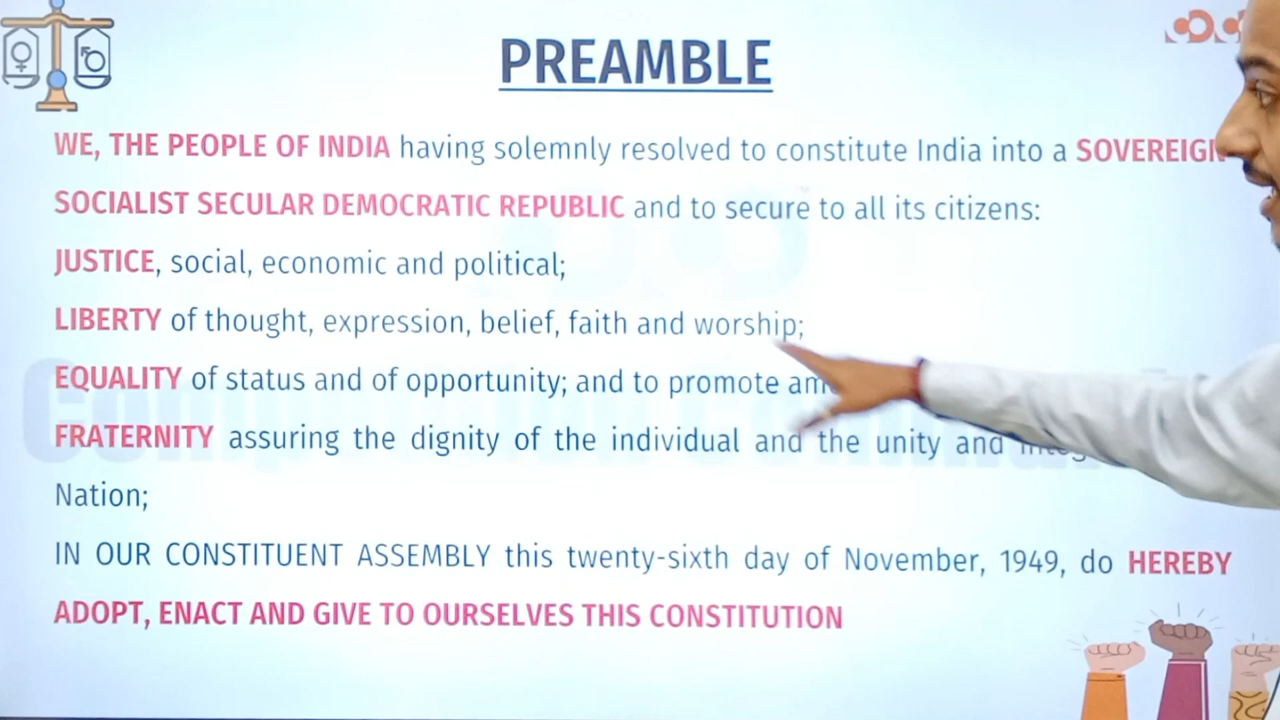 PREAMBLE
WE, THE PEOPLE OF INDIA having solemnly resolved to constitute India into a SOVEREIGN
SOCIALIST SECULAR DEMOCRATIC REPUBLIC and to secure to all its citizens:
JUSTICE, social, economic and political;
LIBERTY of thought, expression, belief, faith and worship;
EQUALITY of status and of opportunity; and to promote
FRATERNITY assuring the dignity of the individual and the unity and
Nation;
IN OUR CONSTITUENT ASSEMBLY this twenty-sixth day of November, 1949, do HEREBY
ADOPT, ENACT AND GIVE TO OURSELVES THIS CONSTITUTION